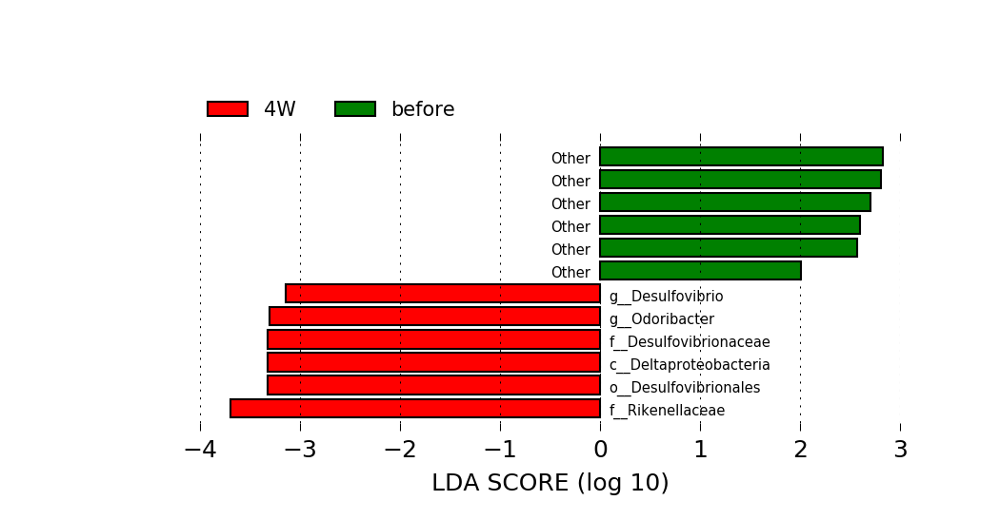 4W before
Other
Other
Other
Other
Other
Other
g__Desulfovibrio
g__Odoribacter
f__Desulfovibrionaceae
c__Deltaproteobacteria
o__Desulfovibrionales
f__Rikenellaceae
−4 −3 −2 −1 0 1 2 3
LDA SCORE (log 10)